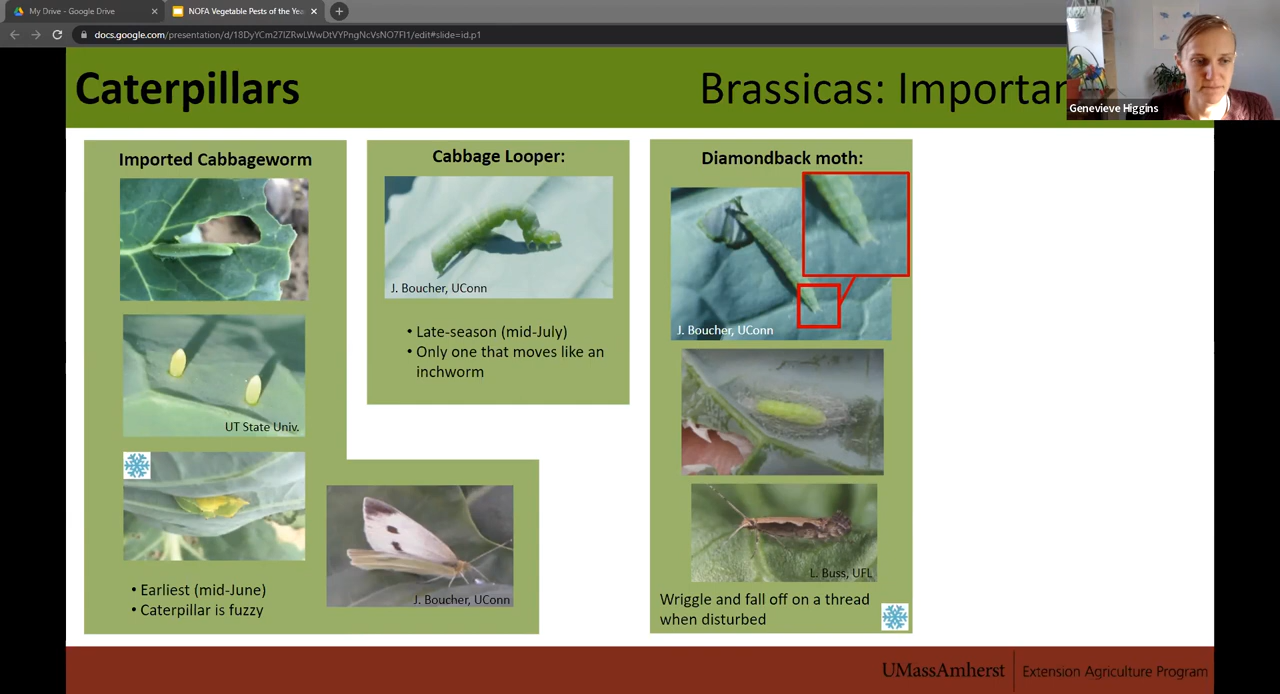 My Drive - Google Drive
NOFA Vegetable Pests of the Yea
docs.google.com/presentation/d/18DyYCm27IZRwLWwDtVYPngNcVsNO7FI1/edit#slide=id.p1
Genevieve Higgins
Caterpillars
Brassicas: Importan
Imported Cabbageworm
UT State Univ.
J. Boucher, UConn
• Earliest (mid-June)
• Caterpillar is fuzzy
Cabbage Looper:
J. Boucher, UConn
• Late-season (mid-July)
• Only one that moves like an
inchworm
Diamondback moth:
J. Boucher, UConn
L. Buss, UFL
Wriggle and fall off on a thread
when disturbed
UMassAmherst
Extension Agriculture Program